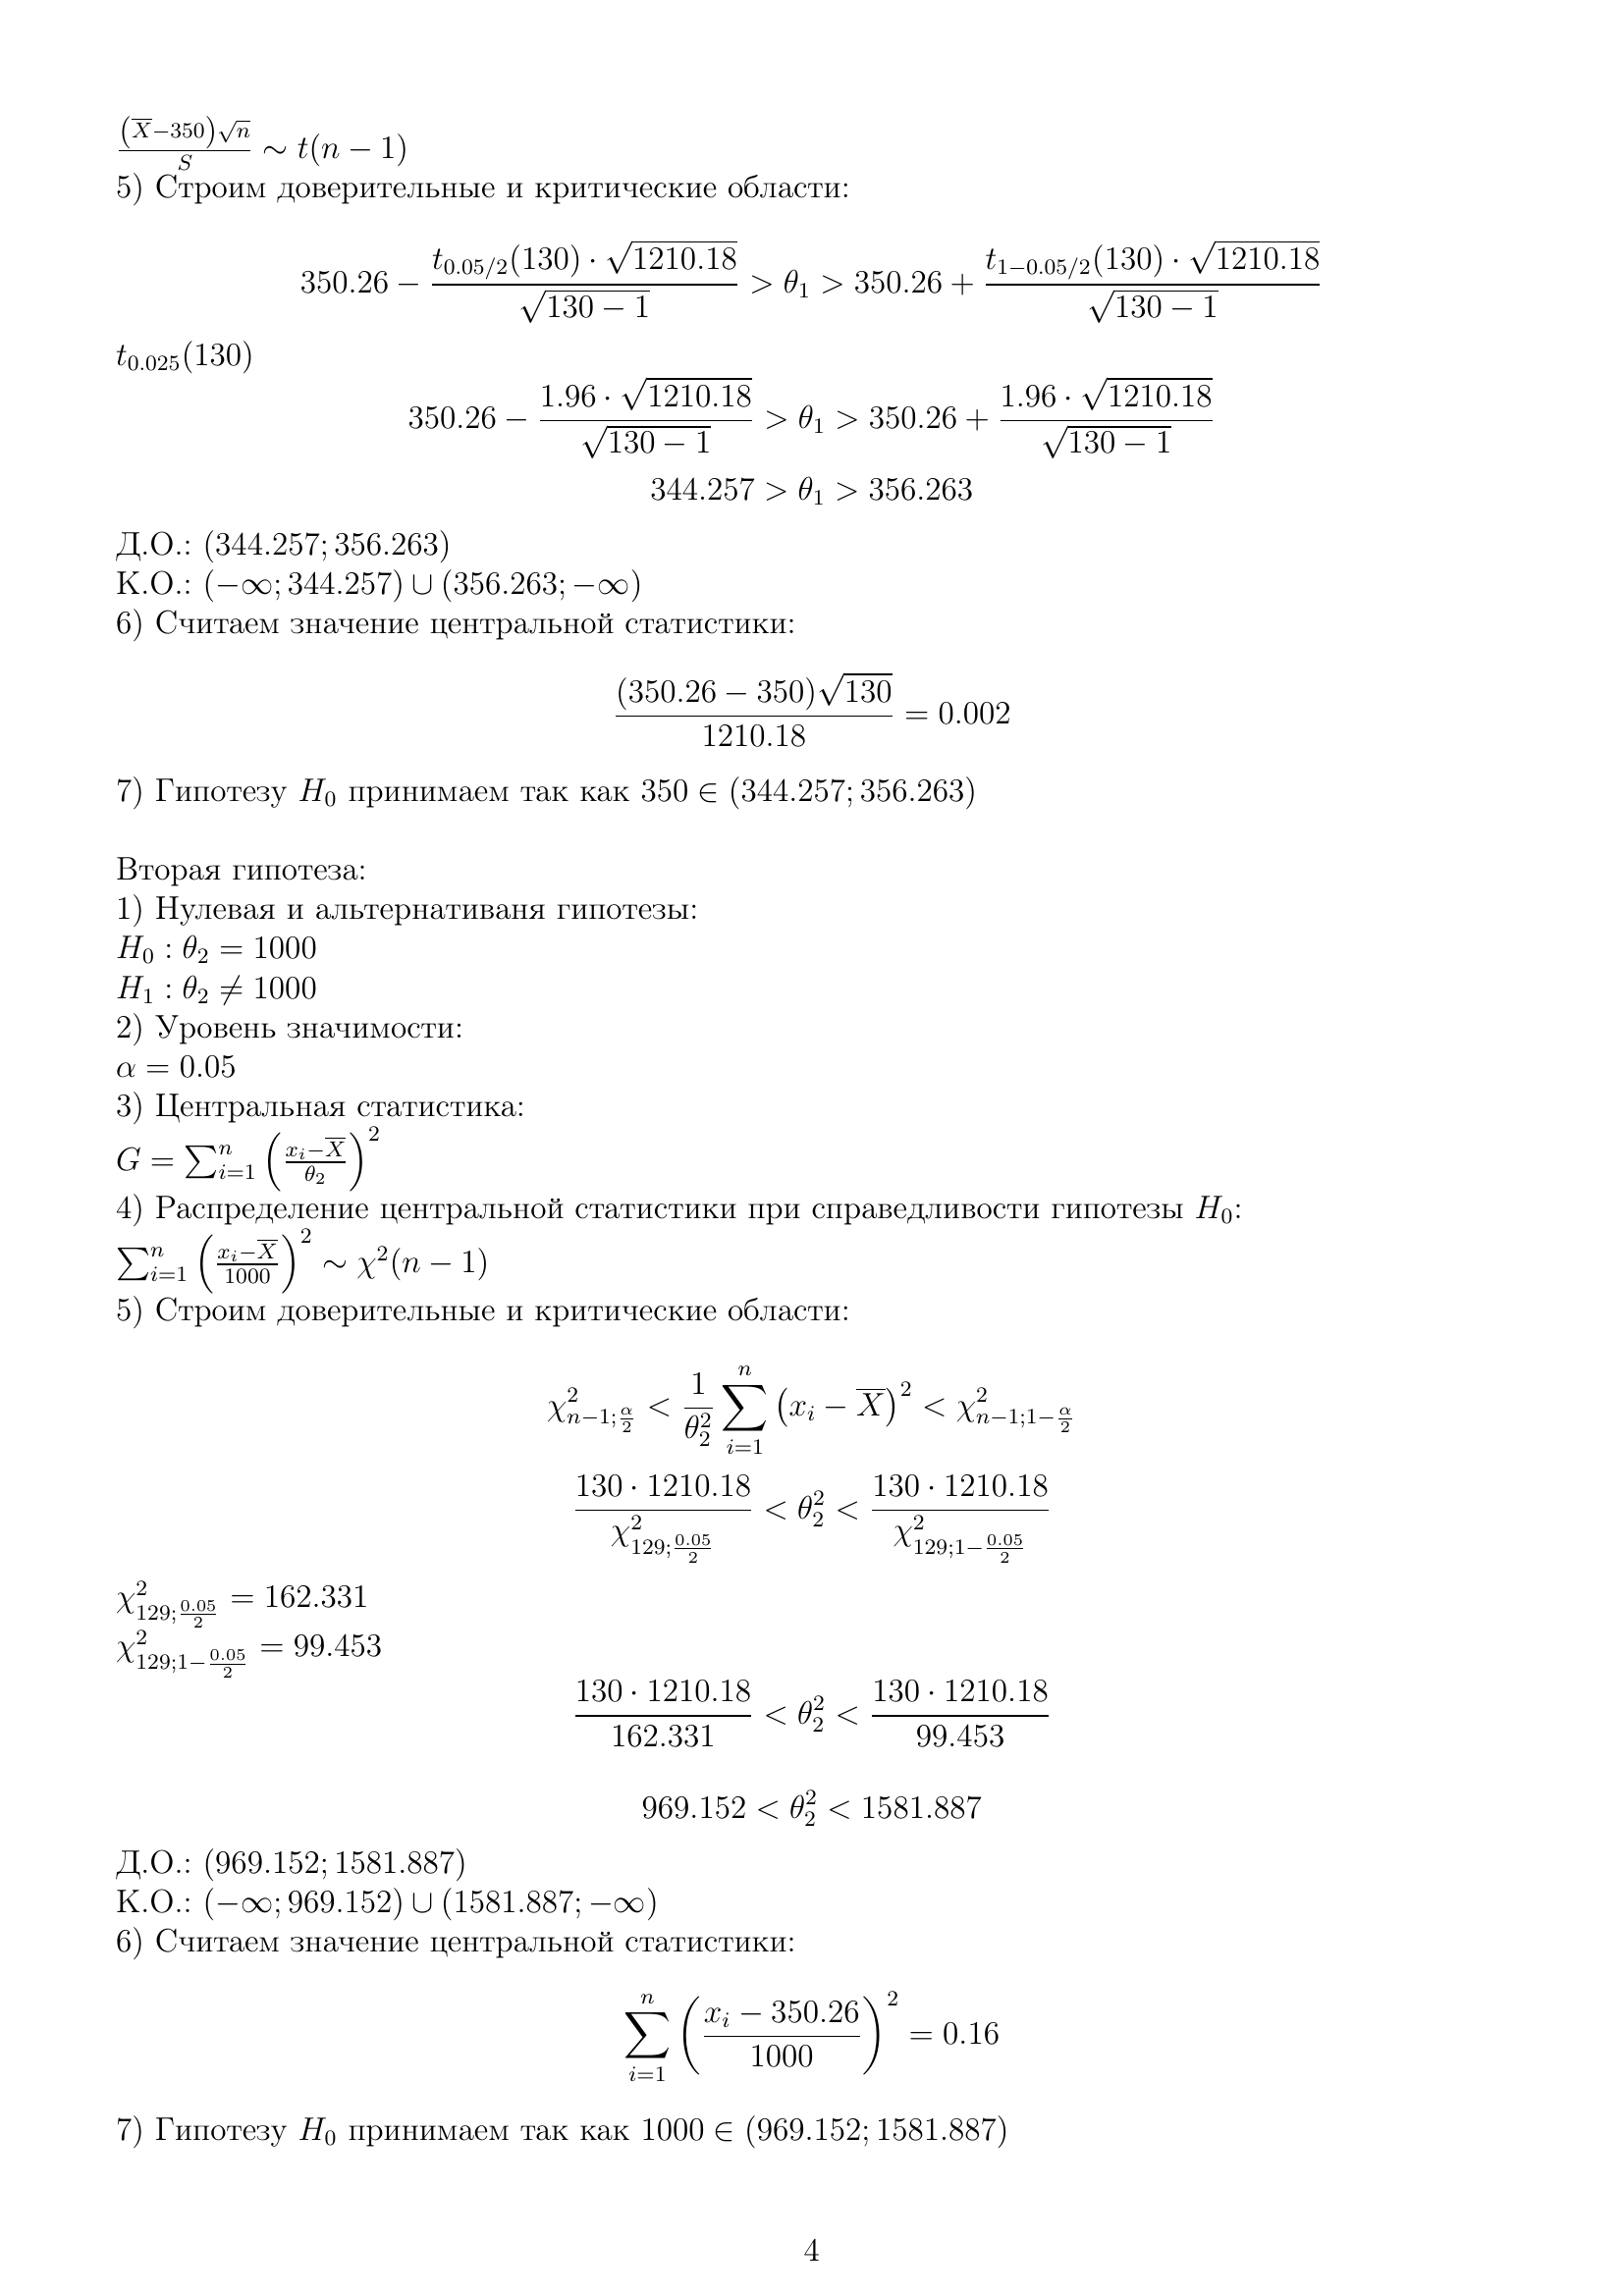 \frac{(\overline{X}-350)\sqrt{n}}{S} \sim t(n-1)
5) Строим доверительные и критические области:
350.26 - \frac{t_{0.05/2}(130) \cdot \sqrt{1210.18}}{\sqrt{130-1}} > \theta_1 > 350.26 + \frac{t_{1-0.05/2}(130) \cdot \sqrt{1210.18}}{\sqrt{130-1}}
t_{0.025}(130)
350.26 - \frac{1.96 \cdot \sqrt{1210.18}}{\sqrt{130-1}} > \theta_1 > 350.26 + \frac{1.96 \cdot \sqrt{1210.18}}{\sqrt{130-1}}
344.257 > \theta_1 > 356.263
Д.О.: (344.257; 356.263)
К.О.: (-\infty; 344.257) \cup (356.263; -\infty)
6) Считаем значение центральной статистики:
\frac{(350.26-350)\sqrt{130}}{1210.18} = 0.002
7) Гипотезу H_0 принимаем так как 350 \in (344.257; 356.263)
Вторая гипотеза:
1) Нулевая и альтернативаня гипотезы:
H_0 : \theta_2 = 1000
H_1 : \theta_2 \neq 1000
2) Уровень значимости:
\alpha = 0.05
3) Центральная статистика:
G = \sum_{i=1}^{n} \left(\frac{x_i-\overline{X}}{\theta_2}\right)^2
4) Распределение центральной статистики при справедливости гипотезы H_0:
\sum_{i=1}^{n} \left(\frac{x_i-\overline{X}}{1000}\right)^2 \sim \chi^2(n-1)
5) Строим доверительные и критические области:
\chi^2_{n-1;\frac{\alpha}{2}} < \frac{1}{\theta_2^2} \sum_{i=1}^{n} (x_i - \overline{X})^2 < \chi^2_{n-1;1-\frac{\alpha}{2}}
\frac{130 \cdot 1210.18}{\chi^2_{129;\frac{0.05}{2}}} < \theta_2^2 < \frac{130 \cdot 1210.18}{\chi^2_{129;1-\frac{0.05}{2}}}
\chi^2_{129;\frac{0.05}{2}} = 162.331
\chi^2_{129;1-\frac{0.05}{2}} = 99.453
\frac{130 \cdot 1210.18}{162.331} < \theta_2^2 < \frac{130 \cdot 1210.18}{99.453}
969.152 < \theta_2^2 < 1581.887
Д.О.: (969.152; 1581.887)
К.О.: (-\infty; 969.152) \cup (1581.887; -\infty)
6) Считаем значение центральной статистики:
\sum_{i=1}^{n} \left(\frac{x_i - 350.26}{1000}\right)^2 = 0.16
7) Гипотезу H_0 принимаем так как 1000 \in (969.152; 1581.887)
4